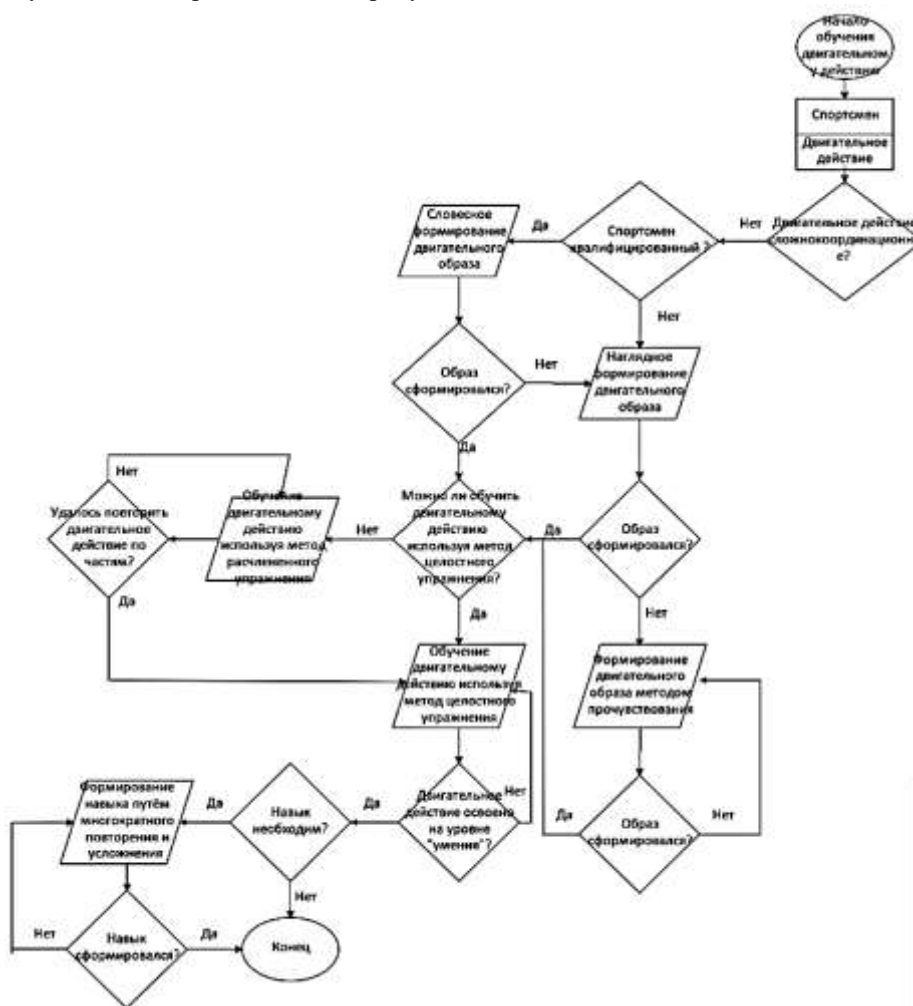 Начало
обучения
двигательном
у действию
Спортсмен
Двигательное
действие
Двигательное действие
сложнокоординационно
е?
Нет
Спортсмен
квалифицированный ?
Да
Словесное
формирование
двигательного
образа
Нет
Образ
сформировался?
Нет
Наглядное
формирование
двигательного
образа
Да
Образ
сформировался?
Да
Можно ли обучить
двигательному
действию
используя метод
целостного
упражнения?
Нет
Обучение
двигательному
действию
используя метод
расчлененного
упражнения
Нет
Удалось повторить
двигательное
действие по
частям?
Да
Да
Обучение
двигательному
действию используя
метод целостного
упражнения
Нет
Формирование
двигательного
образа методом
прочувствования
Образ
сформировался?
Да
Нет
Двигательное
действие освоено
на уровне
"умения"?
Нет
Да
Навык
необходим?
Да
Формирование
навыка путём
многократного
повторения и
усложнения
Нет
Навык
сформировался?
Нет
Да
Конец